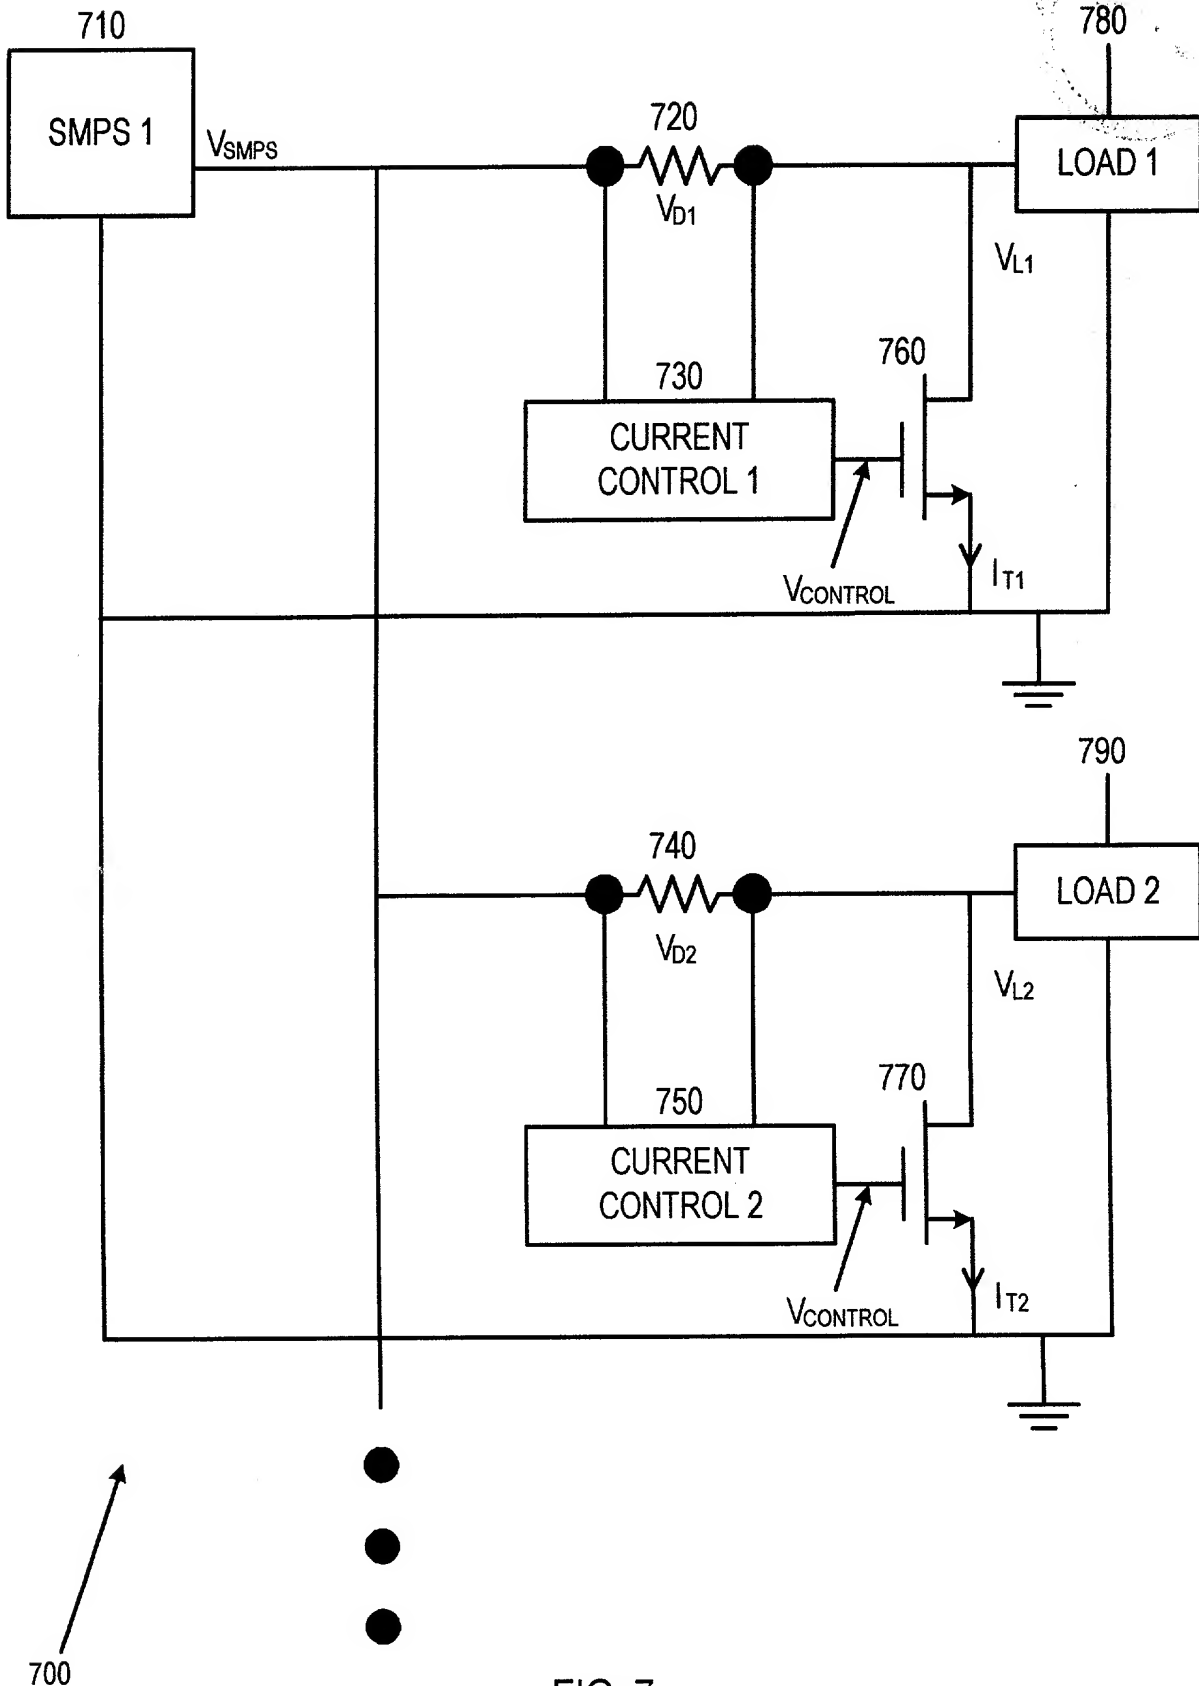 710
SMPS 1
VSMPS
720
VD1
780
LOAD 1
VL1
730
CURRENT
CONTROL 1
760
VCONTROL
IT1
790
740
VD2
LOAD 2
VL2
750
CURRENT
CONTROL 2
770
VCONTROL
IT2
700